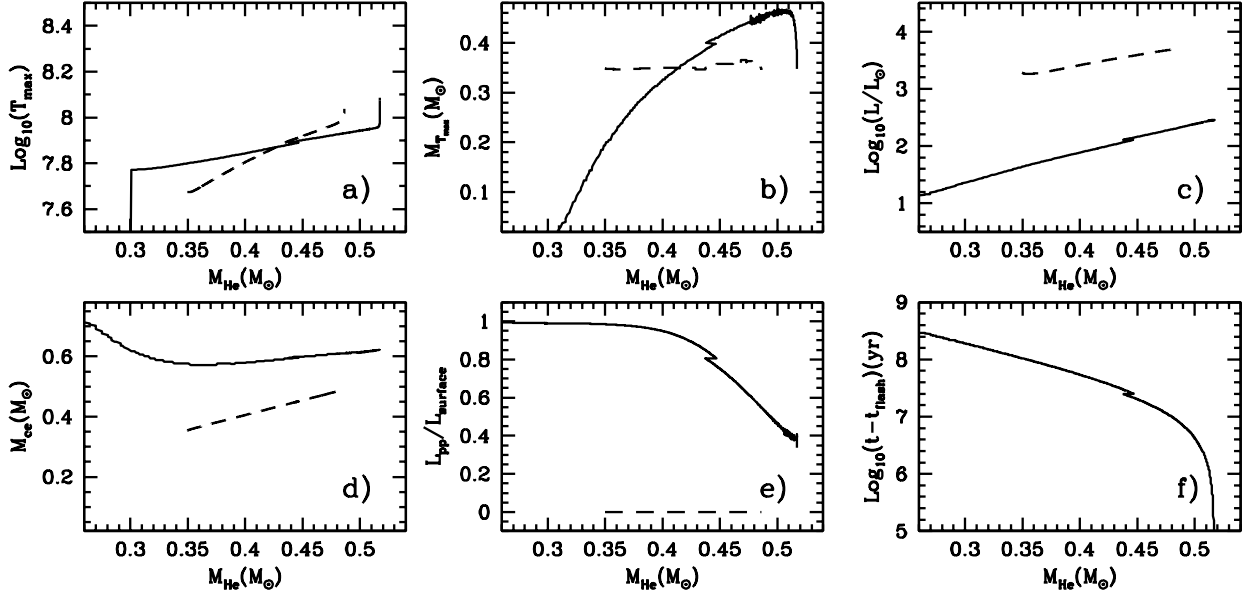 8.4
8.2
8
7.8
7.6
Log10(Tmax)
a)
0.3 0.35 0.4 0.45 0.5
MHe(M⊙)
0.4
0.3
0.2
0.1
MTmax(M⊙)
b)
0.3 0.35 0.4 0.45 0.5
MHe(M⊙)
4
3
2
1
Log10(L/L⊙)
c)
0.3 0.35 0.4 0.45 0.5
MHe(M⊙)
0.6
0.4
0.2
Mce(M⊙)
d)
0.3 0.35 0.4 0.45 0.5
MHe(M⊙)
1
0.8
0.6
0.4
0.2
0
Lpp/Lsurface
e)
0.3 0.35 0.4 0.45 0.5
MHe(M⊙)
9
8
7
6
5
Log10(t−tflash)(yr)
f)
0.3 0.35 0.4 0.45 0.5
MHe(M⊙)